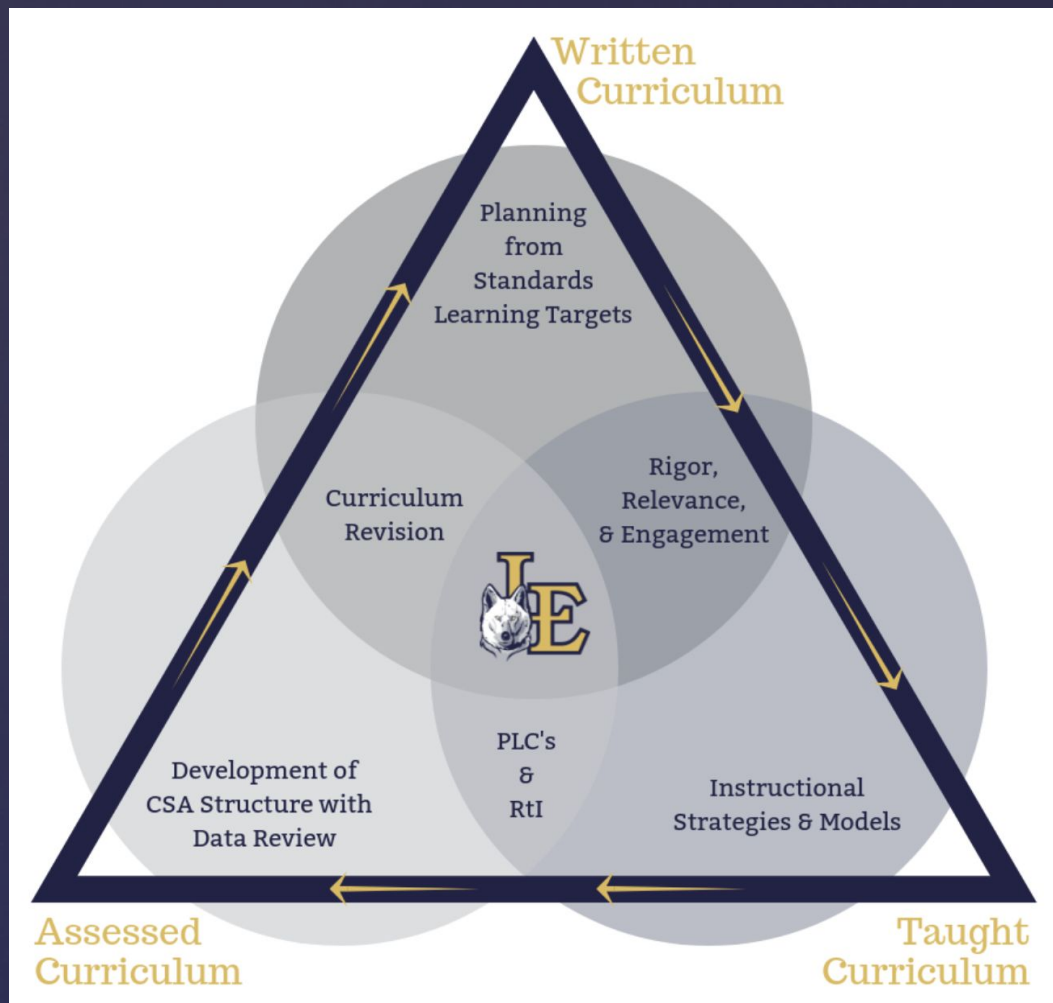 Written
Curriculum
Planning
from
Standards
Learning Targets
Curriculum
Revision
Rigor,
Relevance,
& Engagement
LE
PLC's
&
RtI
Development of
CSA Structure with
Data Review
Instructional
Strategies & Models
Assessed
Curriculum
Taught
Curriculum